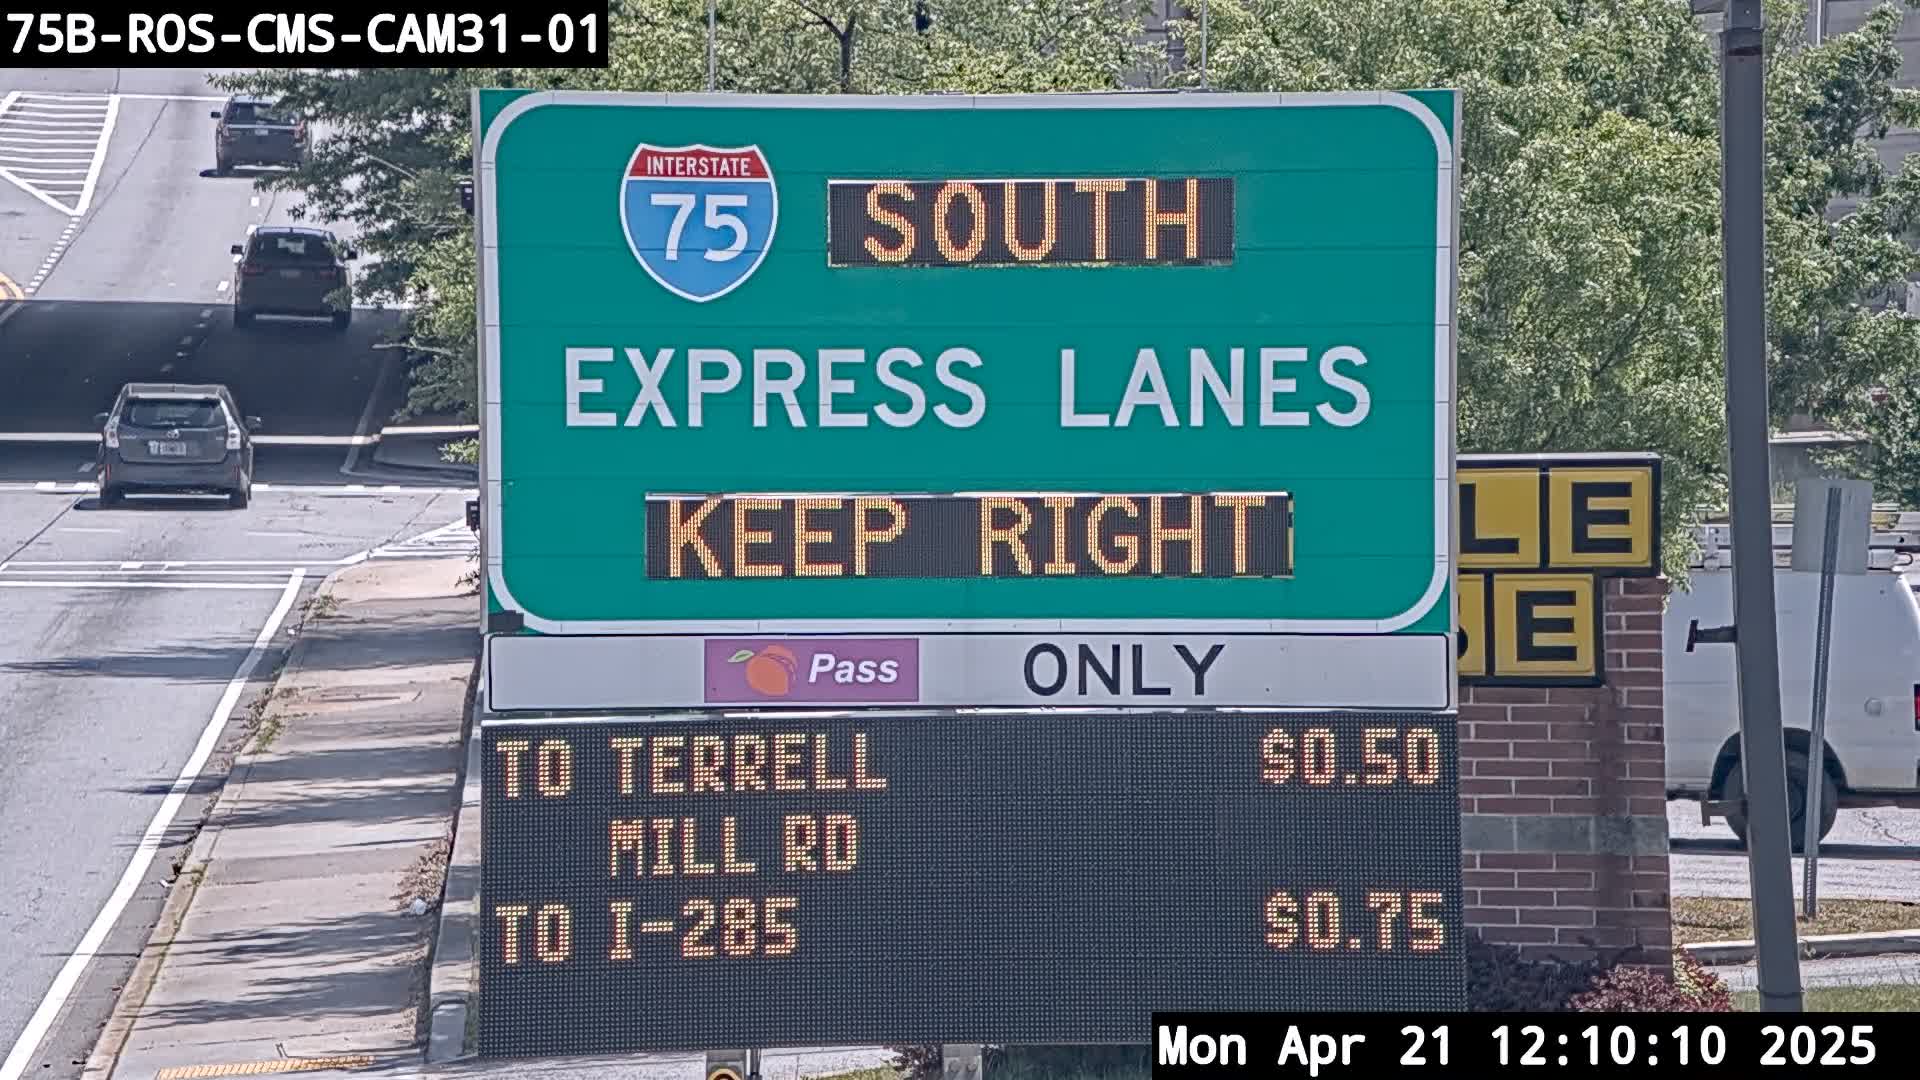 75B-ROS-CMS-CAM31-01
INTERSTATE
75
SOUTH
EXPRESS LANES
KEEP RIGHT
Pass ONLY
TO TERRELL $0.50
MILL RD
TO I-285 $0.75
LE
E
Mon Apr 21 12:10:10 2025